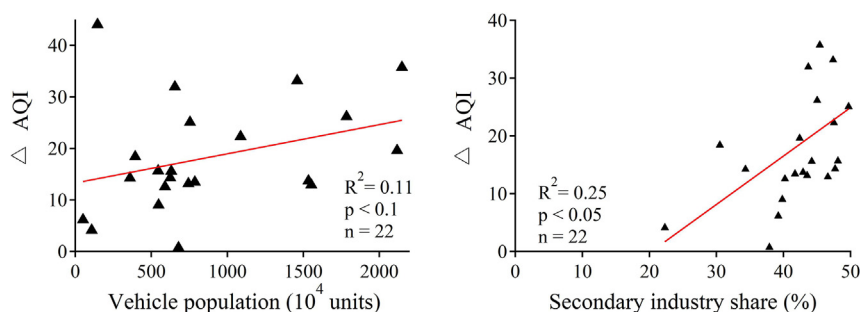 △ AQI
40
30
20
10
0
0 500 1000 1500 2000
Vehicle population (10⁴ units)
R²= 0.11
p < 0.1
n = 22
△ AQI
40
30
20
10
0
0 10 20 30 40 50
Secondary industry share (%)
R²= 0.25
p < 0.05
n = 22